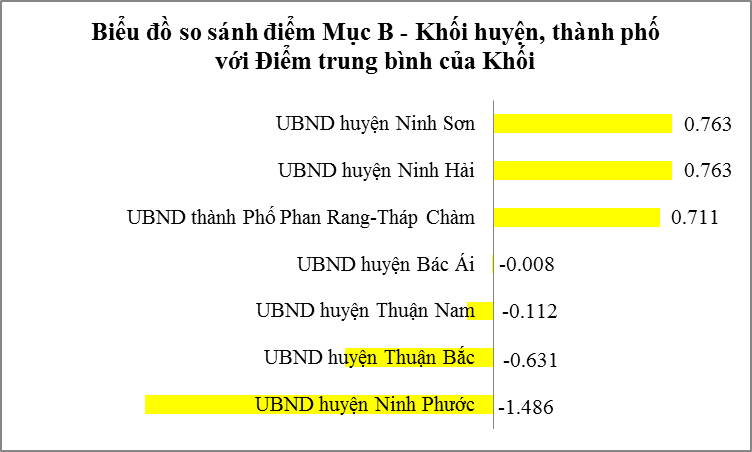 Biểu đồ so sánh điểm Mục B - Khối huyện, thành phố
với Điểm trung bình của Khối
UBND huyện Ninh Sơn 0.763
UBND huyện Ninh Hải 0.763
UBND thành Phố Phan Rang-Tháp Chàm 0.711
UBND huyện Bác Ái -0.008
UBND huyện Thuận Nam -0.112
UBND huyện Thuận Bắc -0.631
UBND huyện Ninh Phước -1.486